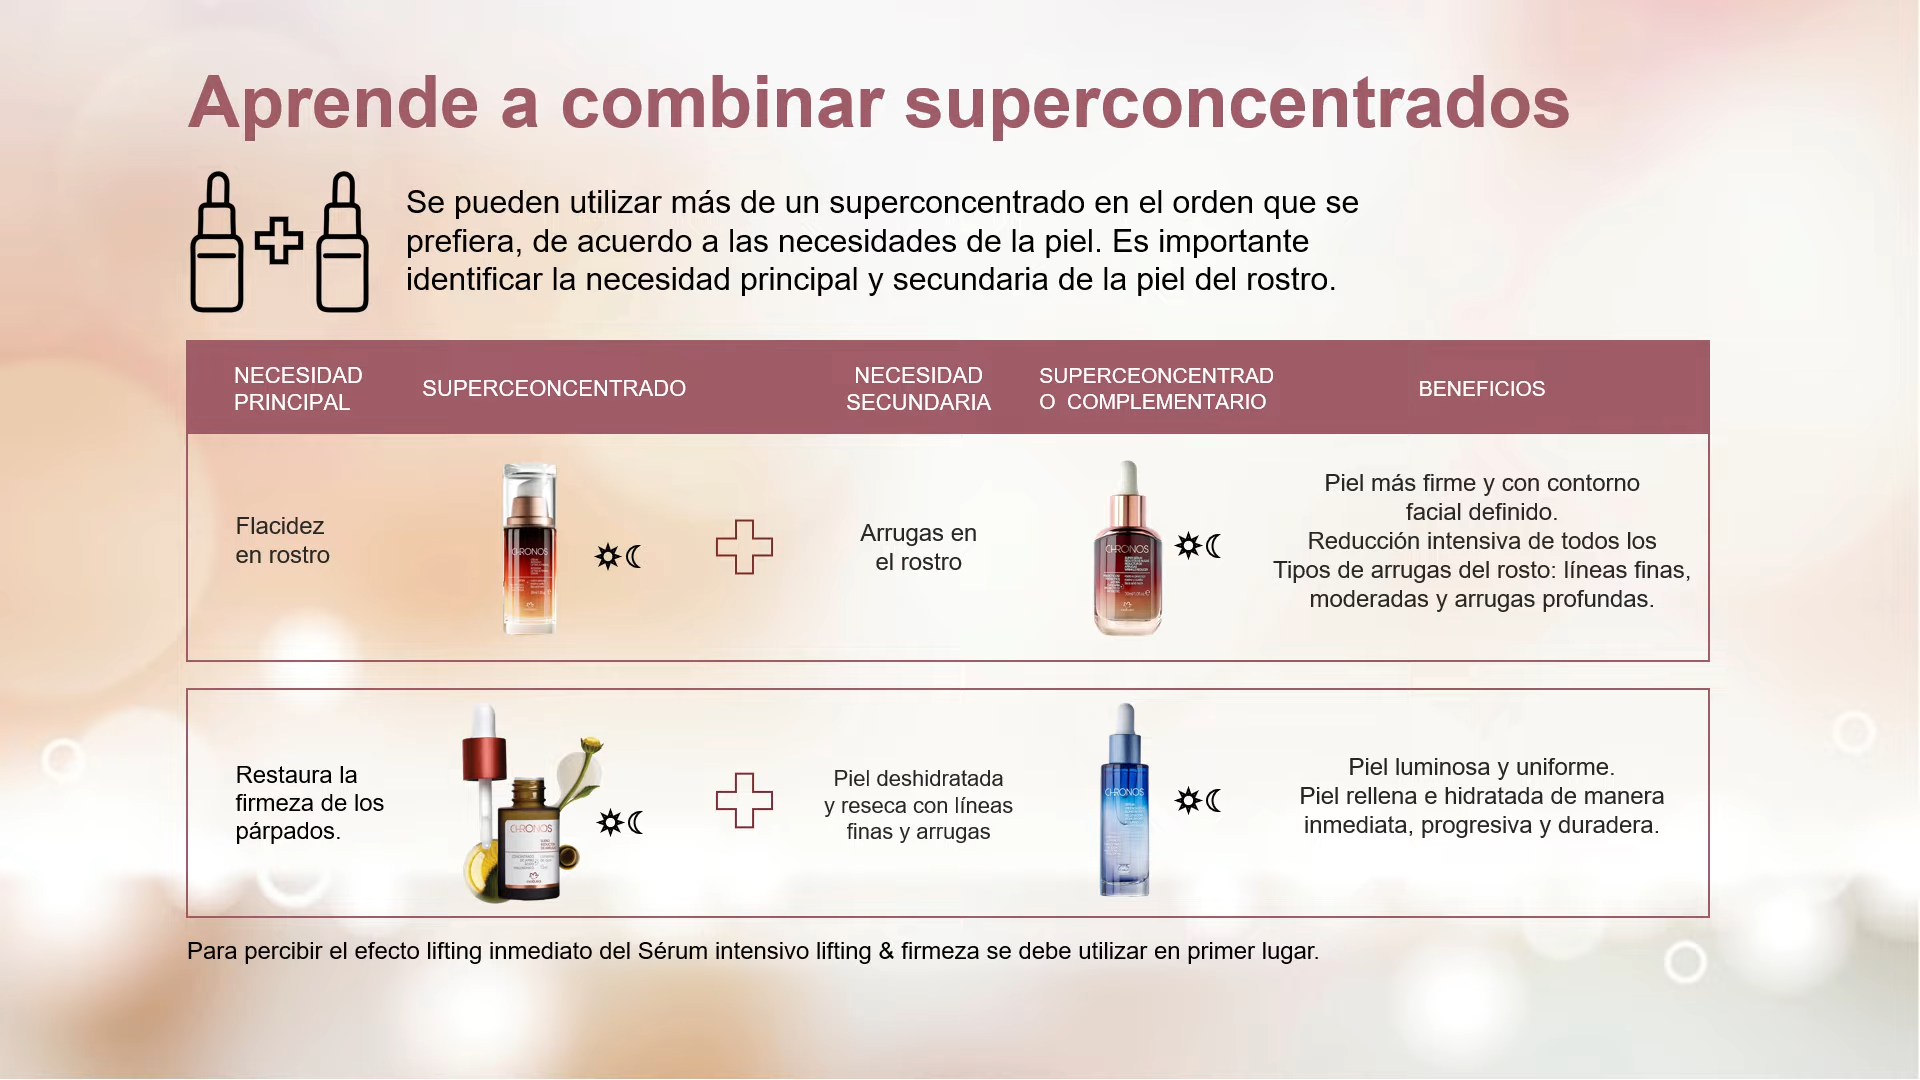 Aprende a combinar superconcentrados
Se pueden utilizar más de un superconcentrado en el orden que se
prefiera, de acuerdo a las necesidades de la piel. Es importante
identificar la necesidad principal y secundaria de la piel del rostro.
NECESIDAD
PRINCIPAL
SUPERCEONCENTRADO
NECESIDAD
SECUNDARIA
SUPERCEONCENTRAD
O COMPLEMENTARIO
BENEFICIOS
Flacidez
en rostro
CHRONOS
Arrugas en
el rostro
CHRONOS
Piel más firme y con contorno
facial definido.
Reducción intensiva de todos los
Tipos de arrugas del rosto: líneas finas,
moderadas y arrugas profundas.
Restaura la
firmeza de los
párpados.
CHRONOS
Piel deshidratada
y reseca con líneas
finas y arrugas
CHRONOS
Piel luminosa y uniforme.
Piel rellena e hidratada de manera
inmediata, progresiva y duradera.
Para percibir el efecto lifting inmediato del Sérum intensivo lifting & firmeza se debe utilizar en primer lugar.